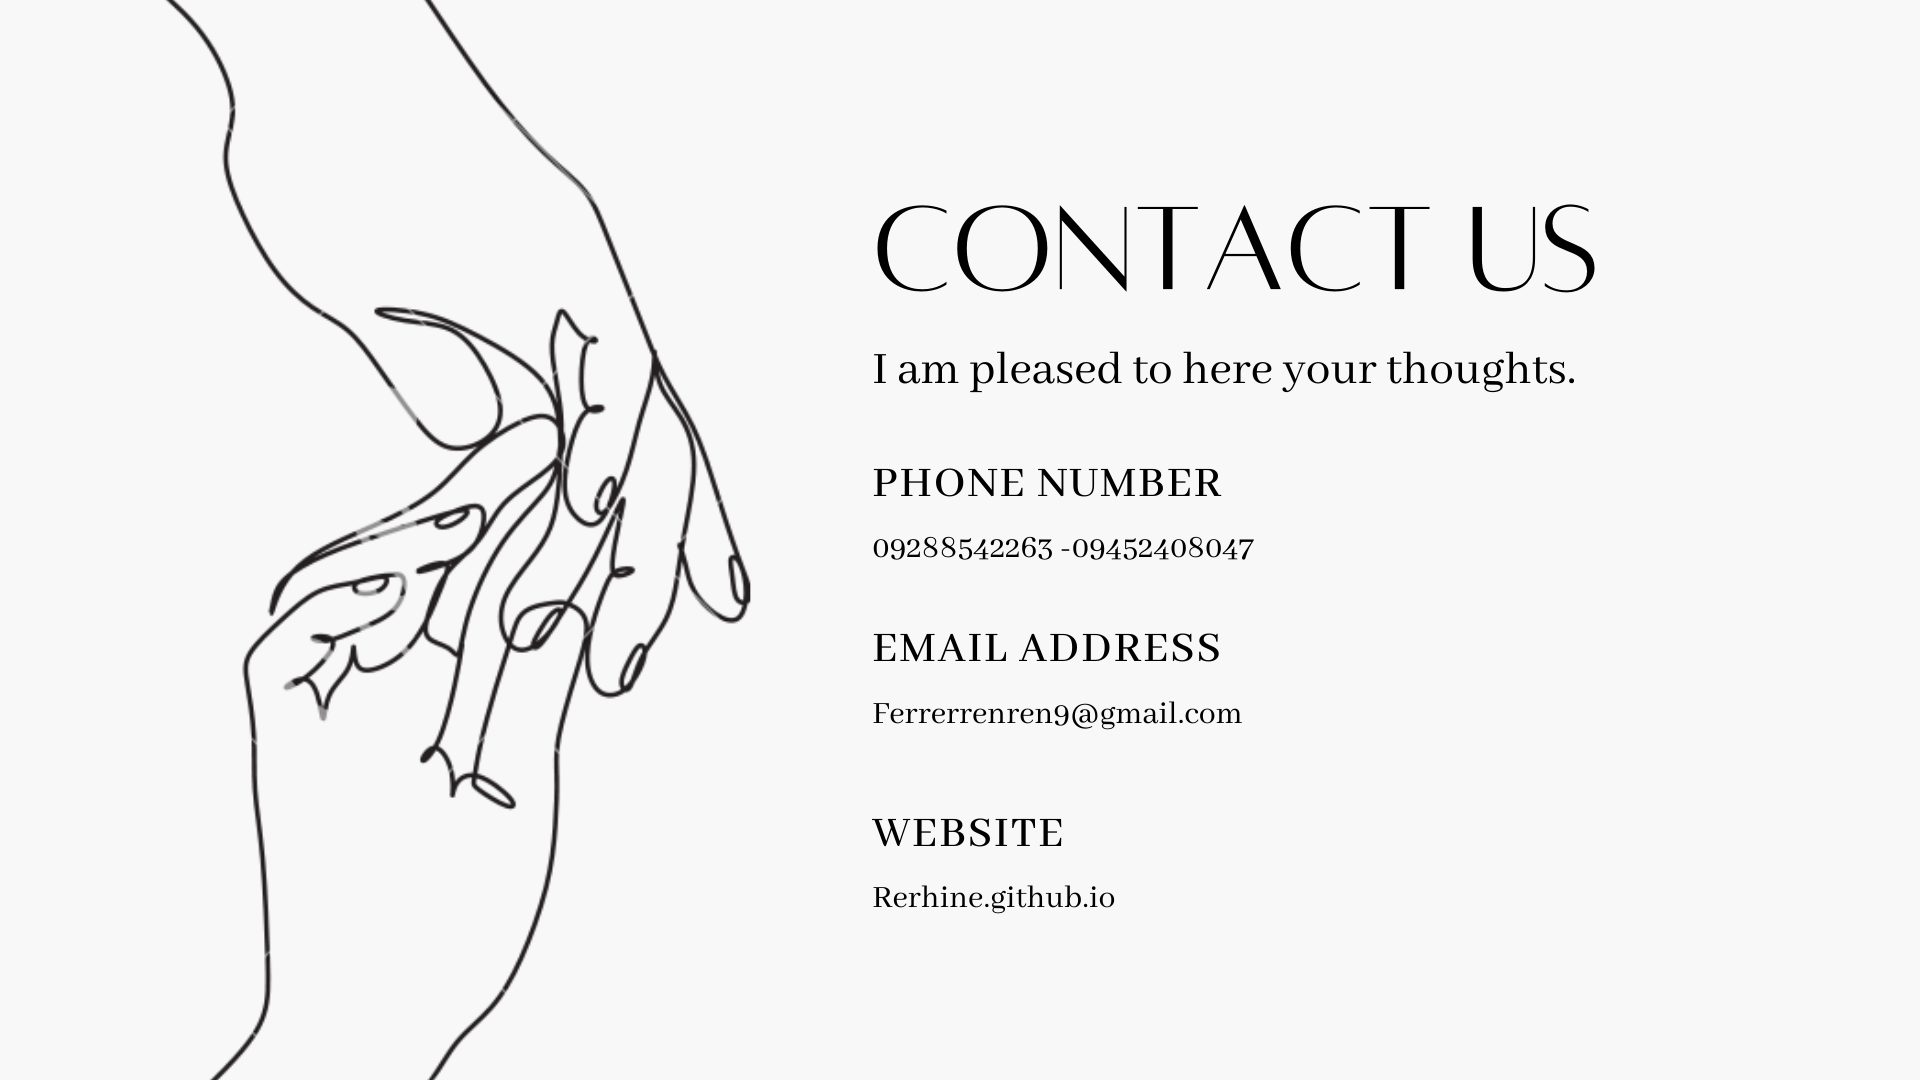 CONTACT US
I am pleased to here your thoughts.
PHONE NUMBER
09288542263 -09452408047
EMAIL ADDRESS
Ferrerrenren9@gmail.com
WEBSITE
Rerhine.github.io